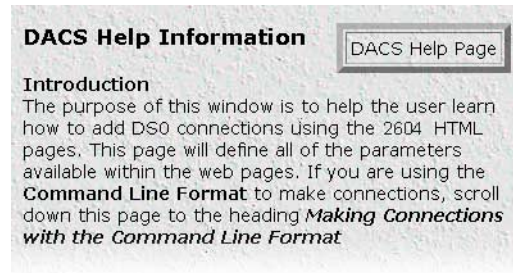 DACS Help Information
DACS Help Page
Introduction
The purpose of this window is to help the user learn
how to add DS0 connections using the 2604 HTML
pages. This page will define all of the parameters
available within the web pages. If you are using the
Command Line Format to make connections, scroll
down this page to the heading Making Connections
with the Command Line Format